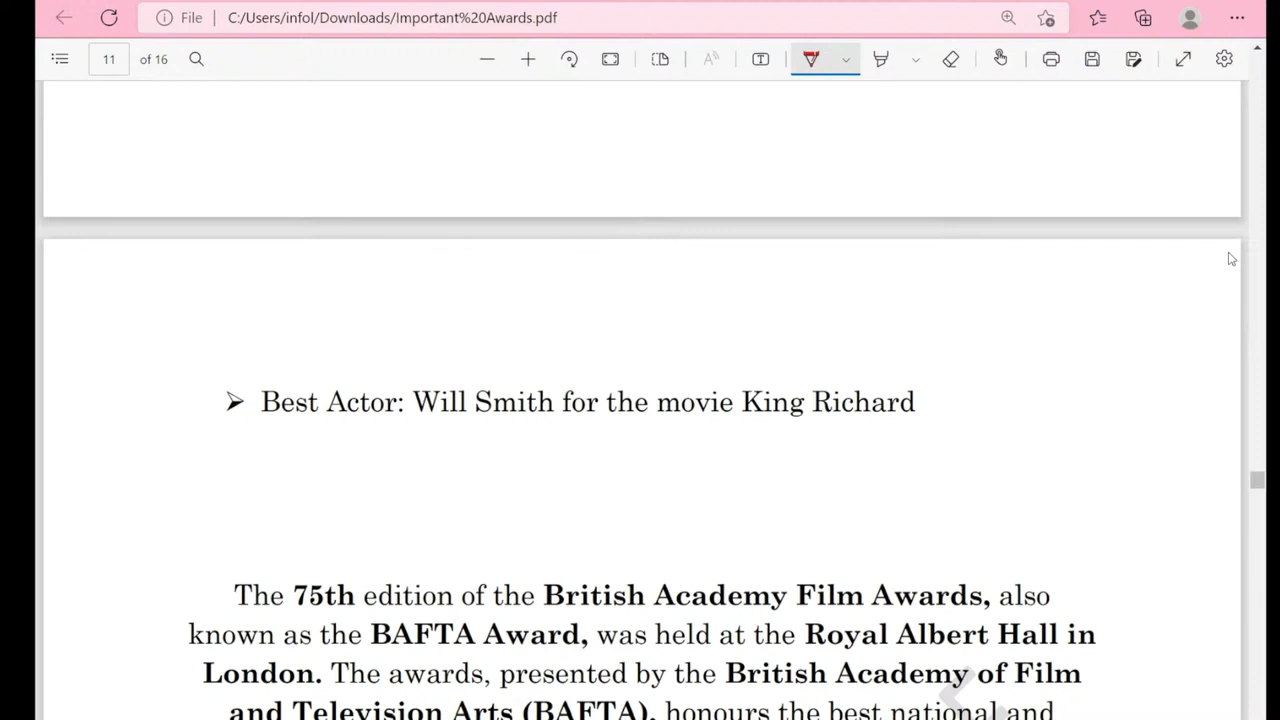 File C:/Users/infol/Downloads/Important%20Awards.pdf
11 of 16
➢ Best Actor: Will Smith for the movie King Richard
The 75th edition of the British Academy Film Awards, also
known as the BAFTA Award, was held at the Royal Albert Hall in
London. The awards, presented by the British Academy of Film
and Television Arts (BAFTA), honours the best national and